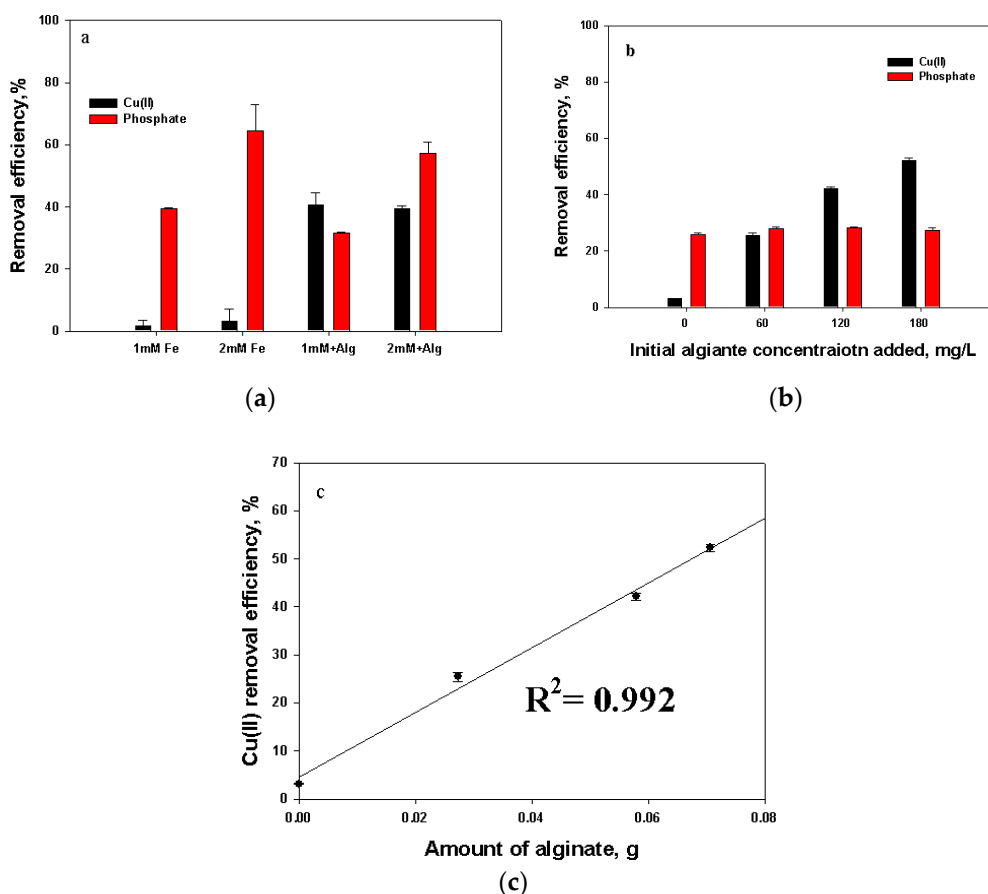 a
Cu(II)
Phosphate
Removal efficiency,%
100
80
60
40
20
0
1mM Fe 2mM Fe 1mM+Alg 2mM+Alg
(a)
b
Cu(II)
Phosphate
Removal efficiency, %
100
80
60
40
20
0
0 60 120 180
Initial algiante concentraiotn added, mg/L
(b)
c
Cu(II) removal efficiency, %
70
60
50
40
30
20
10
0
R²= 0.992
0.00 0.02 0.04 0.06 0.08
Amount of alginate, g
(c)